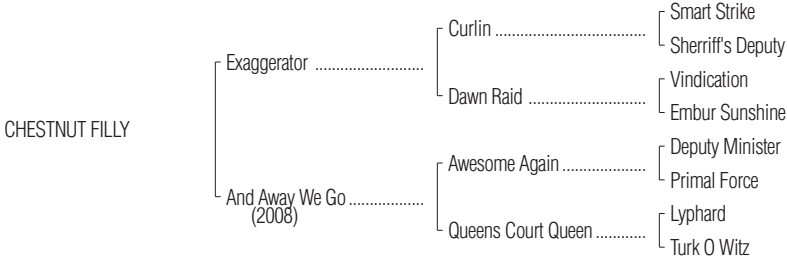 Smart Strike
Curlin ....................................
Sherriff's Deputy
Exaggerator ..........................
Vindication
Dawn Raid ............................
Embur Sunshine
CHESTNUT FILLY
Deputy Minister
Awesome Again ....................
Primal Force
And Away We Go ..................
(2008)
Lyphard
Queens Court Queen ............
Turk O Witz